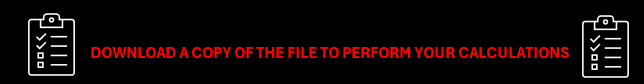 DOWNLOAD A COPY OF THE FILE TO PERFORM YOUR CALCULATIONS